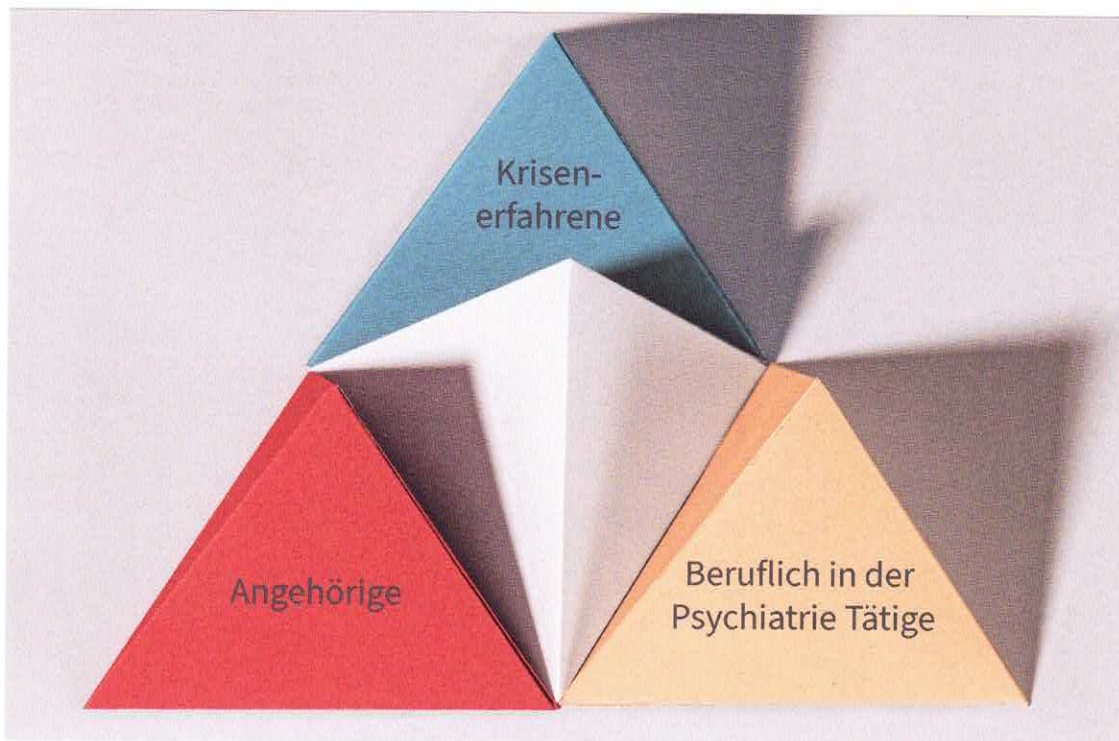 Krisen-
erfahrene
Angehörige
Beruflich in der
Psychiatrie Tätige